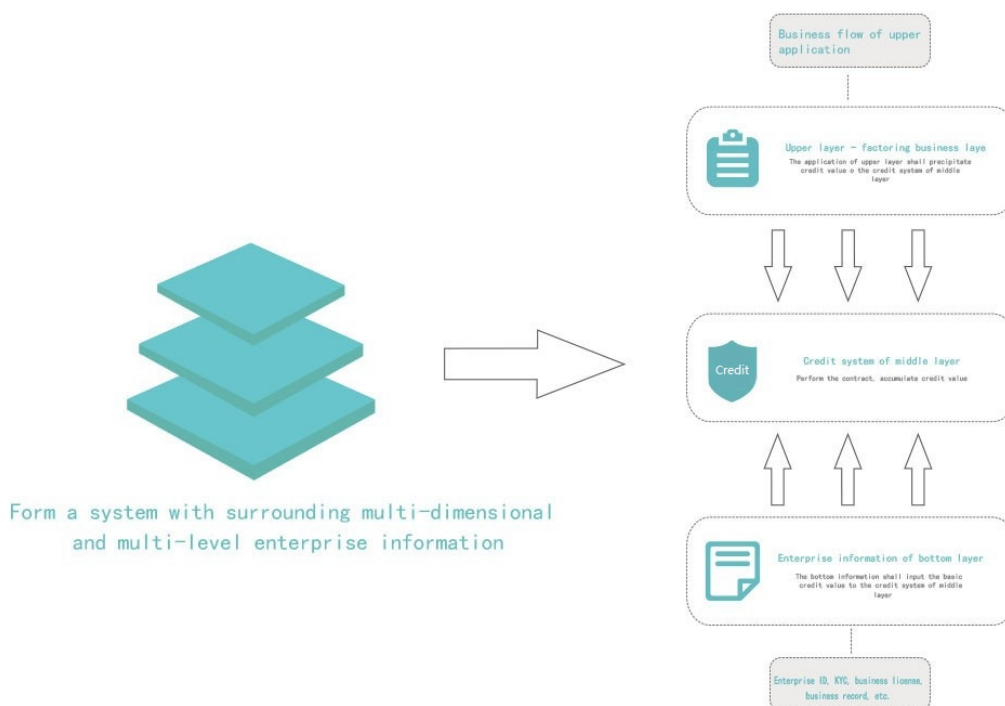 Business flow of upper
application
Upper layer - factoring business laye
The application of upper layer shall precipitate
credit value o the credit system of middle
layer
Credit
Credit system of middle layer
Perform the contract, accumulate credit value
Form a system with surrounding multi-dimensional
and multi-level enterprise information
Enterprise information of bottom layer
The bottom information shall input the basic
credit value to the credit system of middle
layer
Enterprise ID, KYC, business license,
business record, etc.